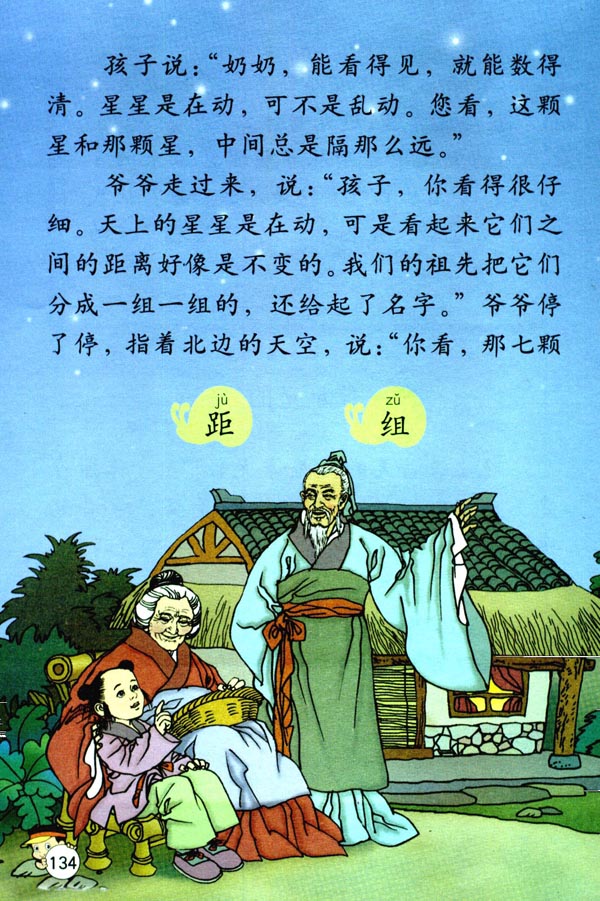 孩子说：“奶奶，能看得见，就能数得
清。星星是在动，可不是乱动。您看，这颗
星和那颗星，中间总是隔那么远。”
爷爷走过来，说：“孩子，你看得很仔
细。天上的星星是在动，可是看起来它们之
间的距离好像是不变的。我们的祖先把它们
分成一组一组的，还给起了名字。”爷爷停
了停，指着北边的天空，说：“你看，那七颗
jù zǔ
距 组
134